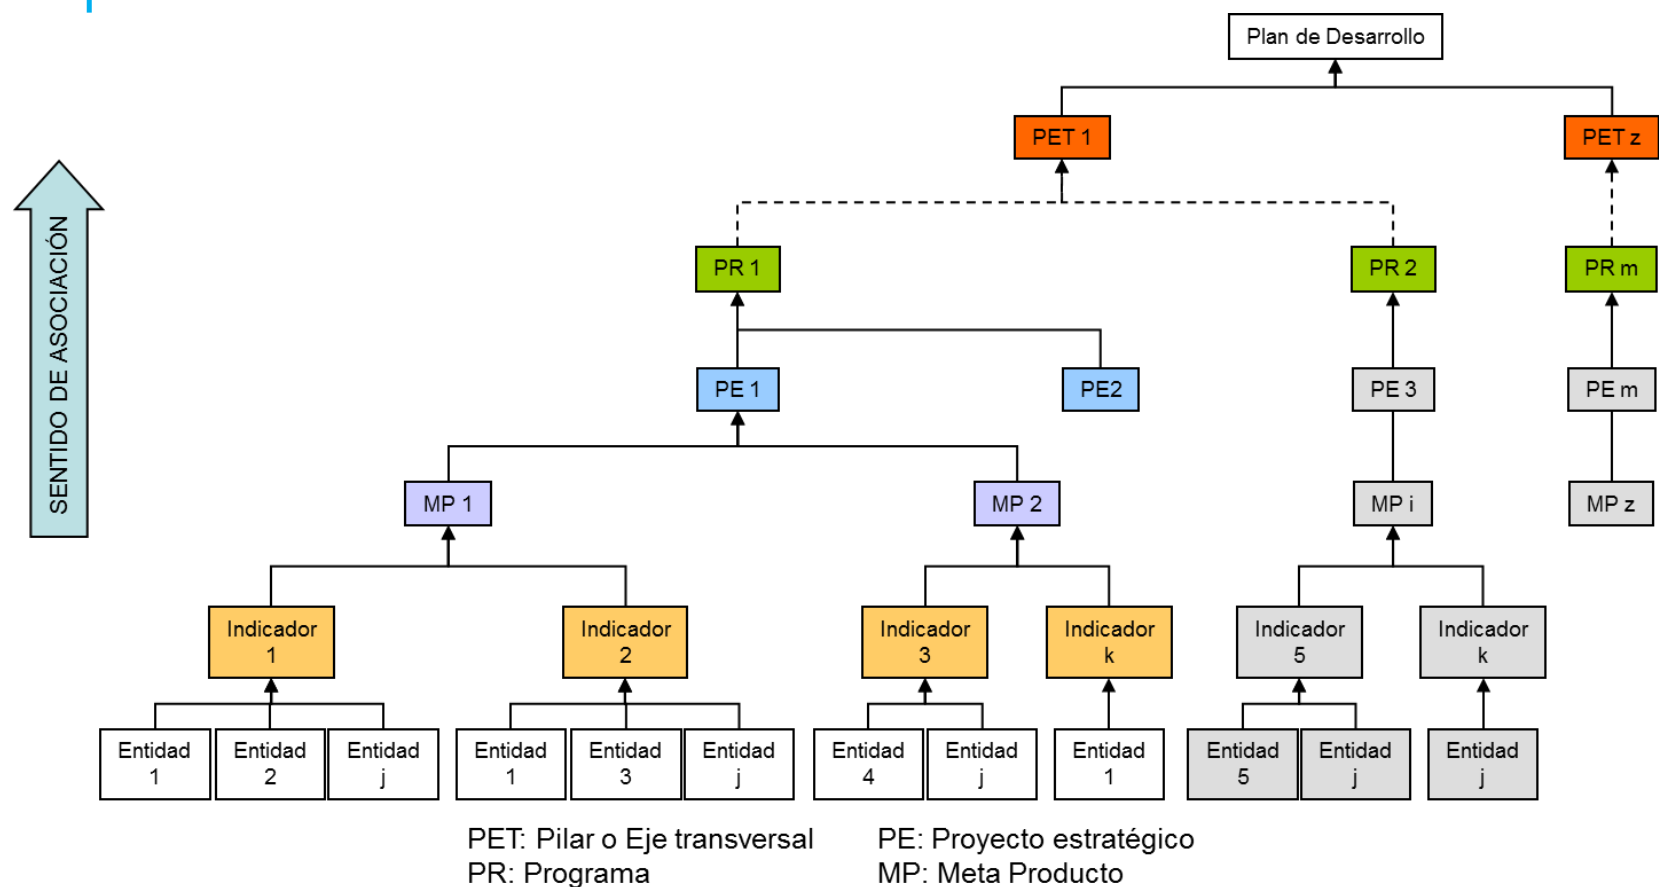 Plan de Desarrollo
PET 1
PET z
SENTIDO DE ASOCIACIÓN
PR 1
PR 2
PR m
PE 1
PE2
PE 3
PE m
MP 1
MP 2
MP i
MP z
Indicador
1
Indicador
2
Indicador
3
Indicador
k
Indicador
5
Indicador
k
Entidad
1
Entidad
2
Entidad
j
Entidad
1
Entidad
3
Entidad
j
Entidad
4
Entidad
j
Entidad
1
Entidad
5
Entidad
j
Entidad
j
PET: Pilar o Eje transversal
PE: Proyecto estratégico
PR: Programa
MP: Meta Producto